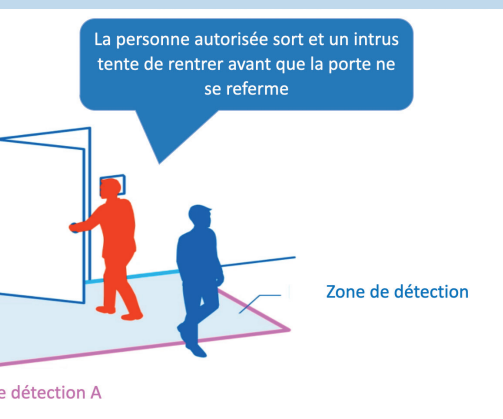 La personne autorisée sort et un intrus
tente de rentrer avant que la porte ne
se referme
Zone de détection
e détection A